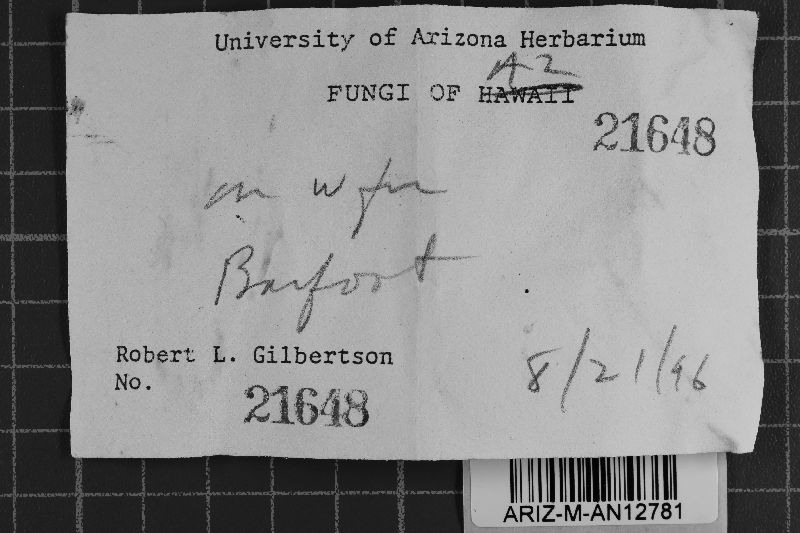 University of Arizona Herbarium
AZ
FUNGI OF HAWAII
21648
on w fir
Barfoot
Robert L. Gilbertson
No.
21648
8/21/96
ARIZ-M-AN12781